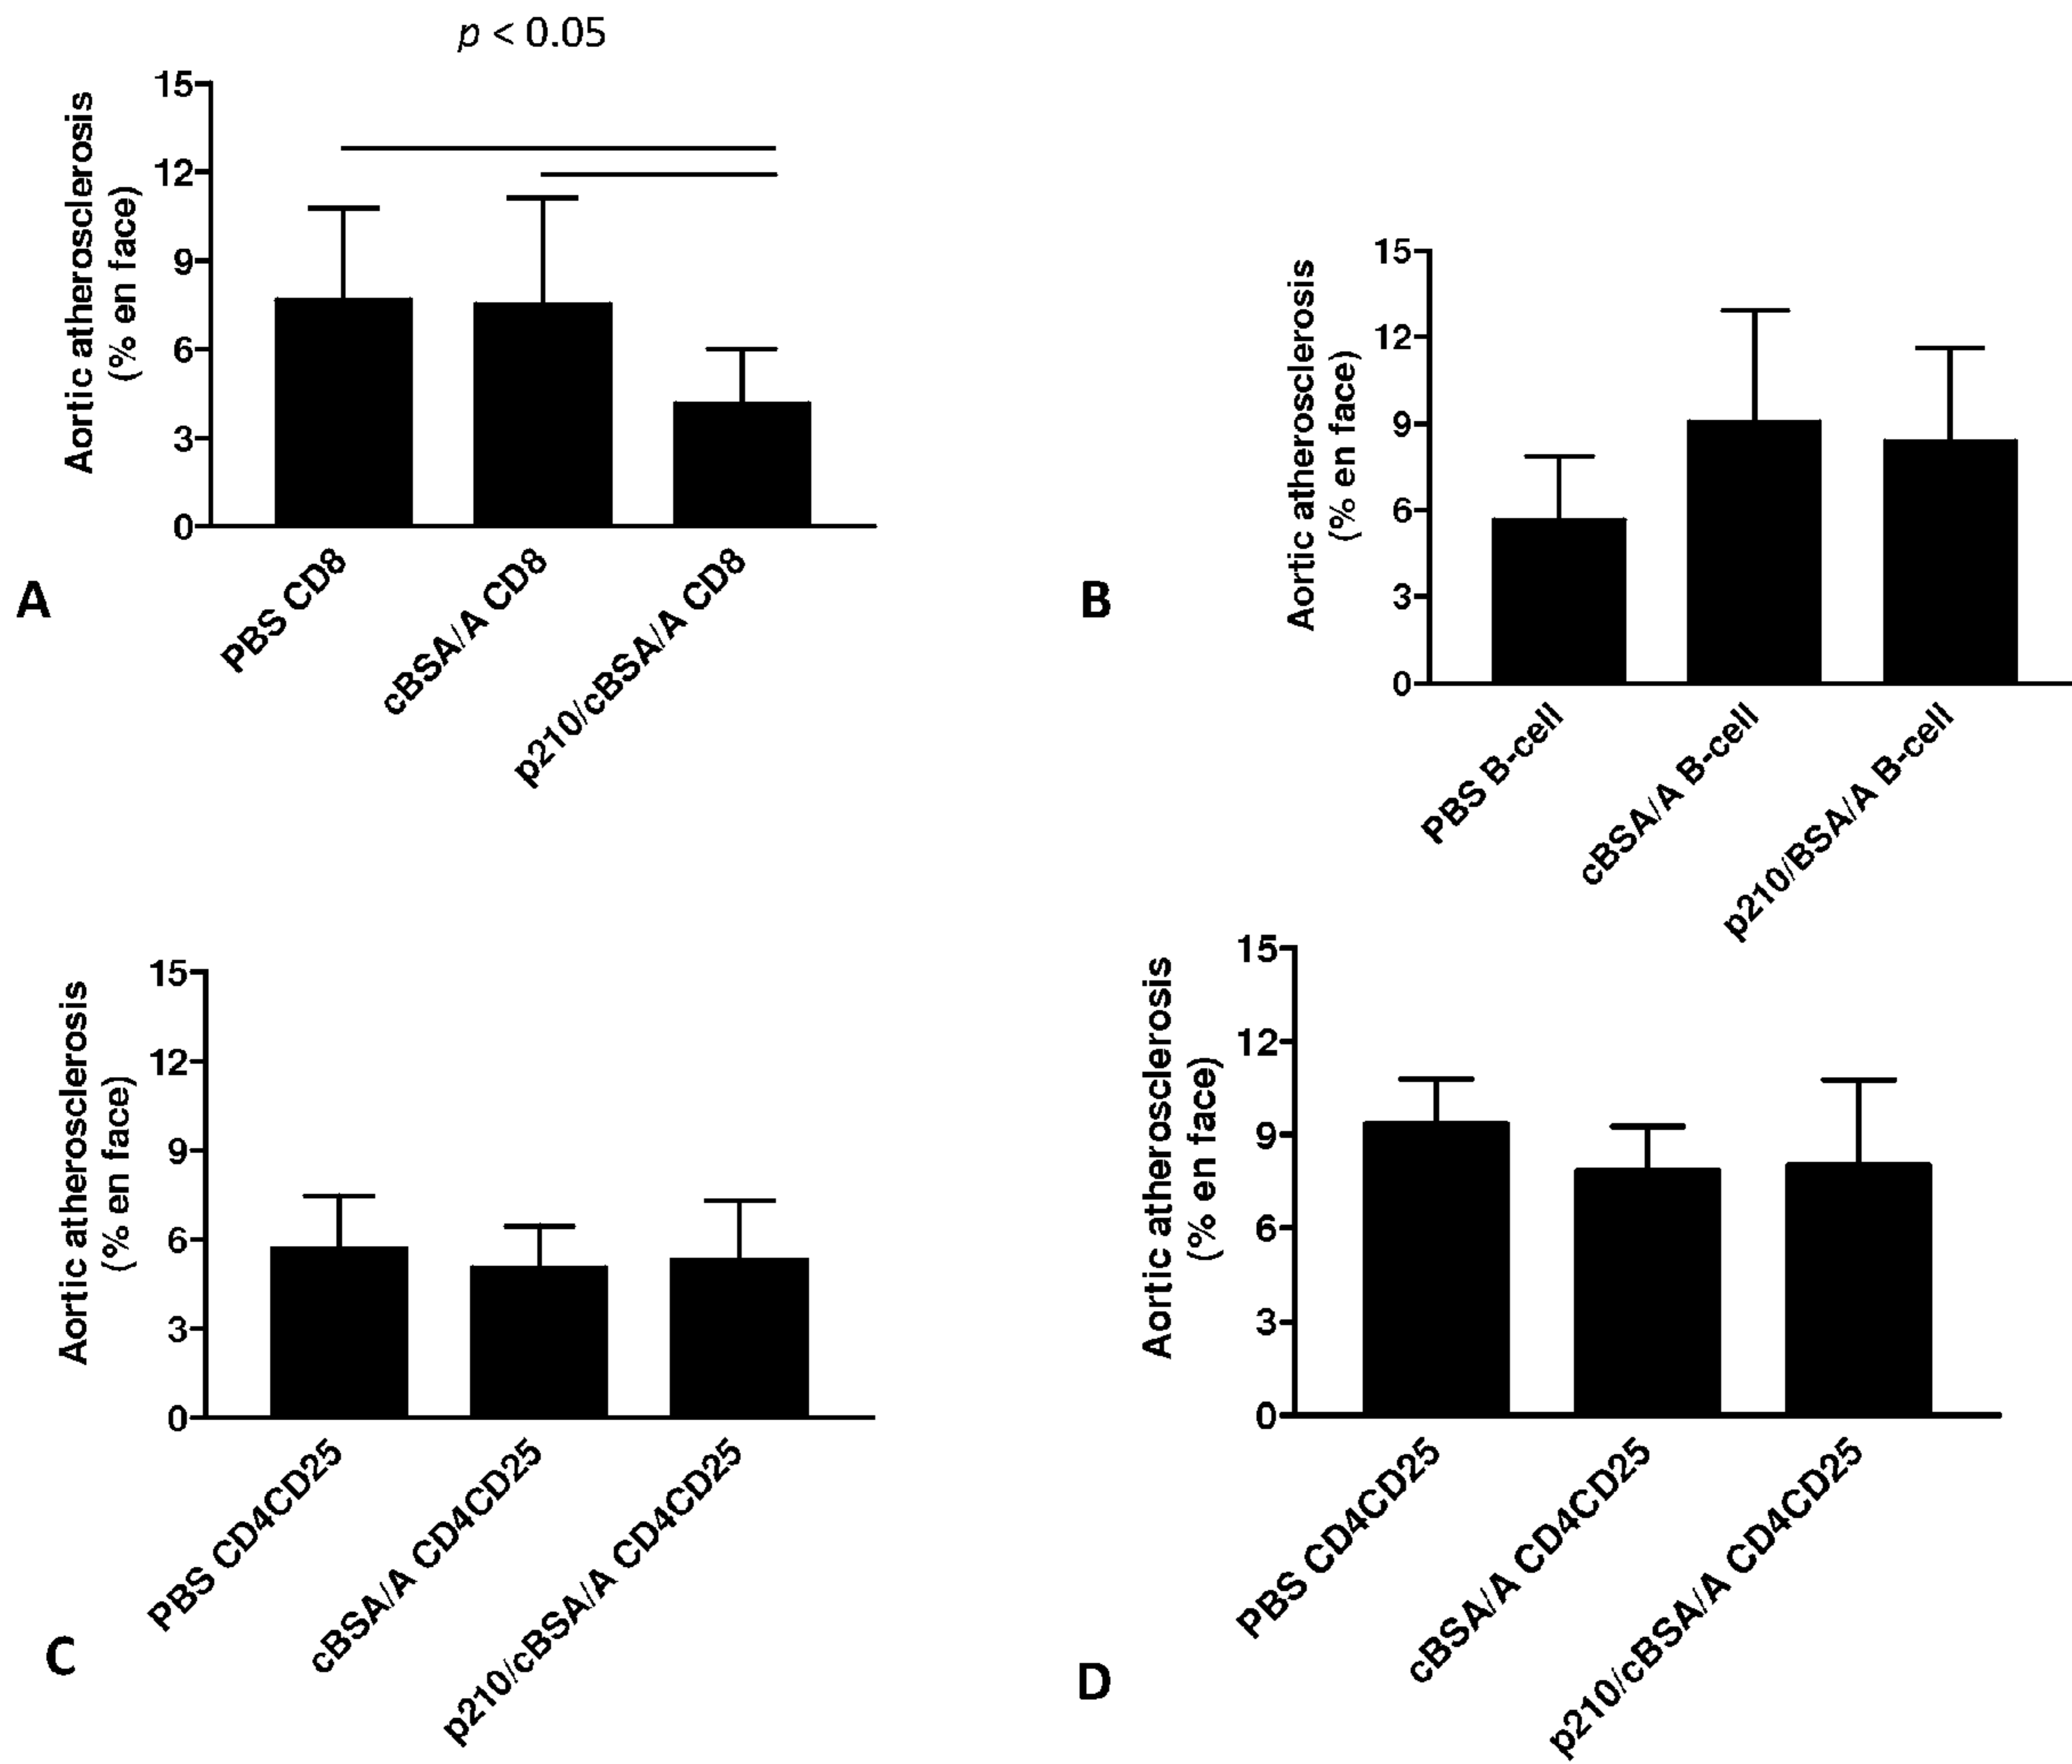 p < 0.05
Aortic atherosclerosis
(% en face)
15
12
9
6
3
0
PBS CD8
cBSA/A CD8
p210/cBSA/A CD8
A
Aortic atherosclerosis
(% en face)
15
12
9
6
3
0
PBS B-cell
cBSA/A B-cell
p210/BSA/A B-cell
B
Aortic atherosclerosis
(% en face)
15
12
9
6
3
0
PBS CD4CD25
cBSA/A CD4CD25
p210/cBSA/A CD4CD25
C
Aortic atherosclerosis
(% en face)
15
12
9
6
3
0
PBS CD4CD25
cBSA/A CD4CD25
p210/cBSA/A CD4CD25
D